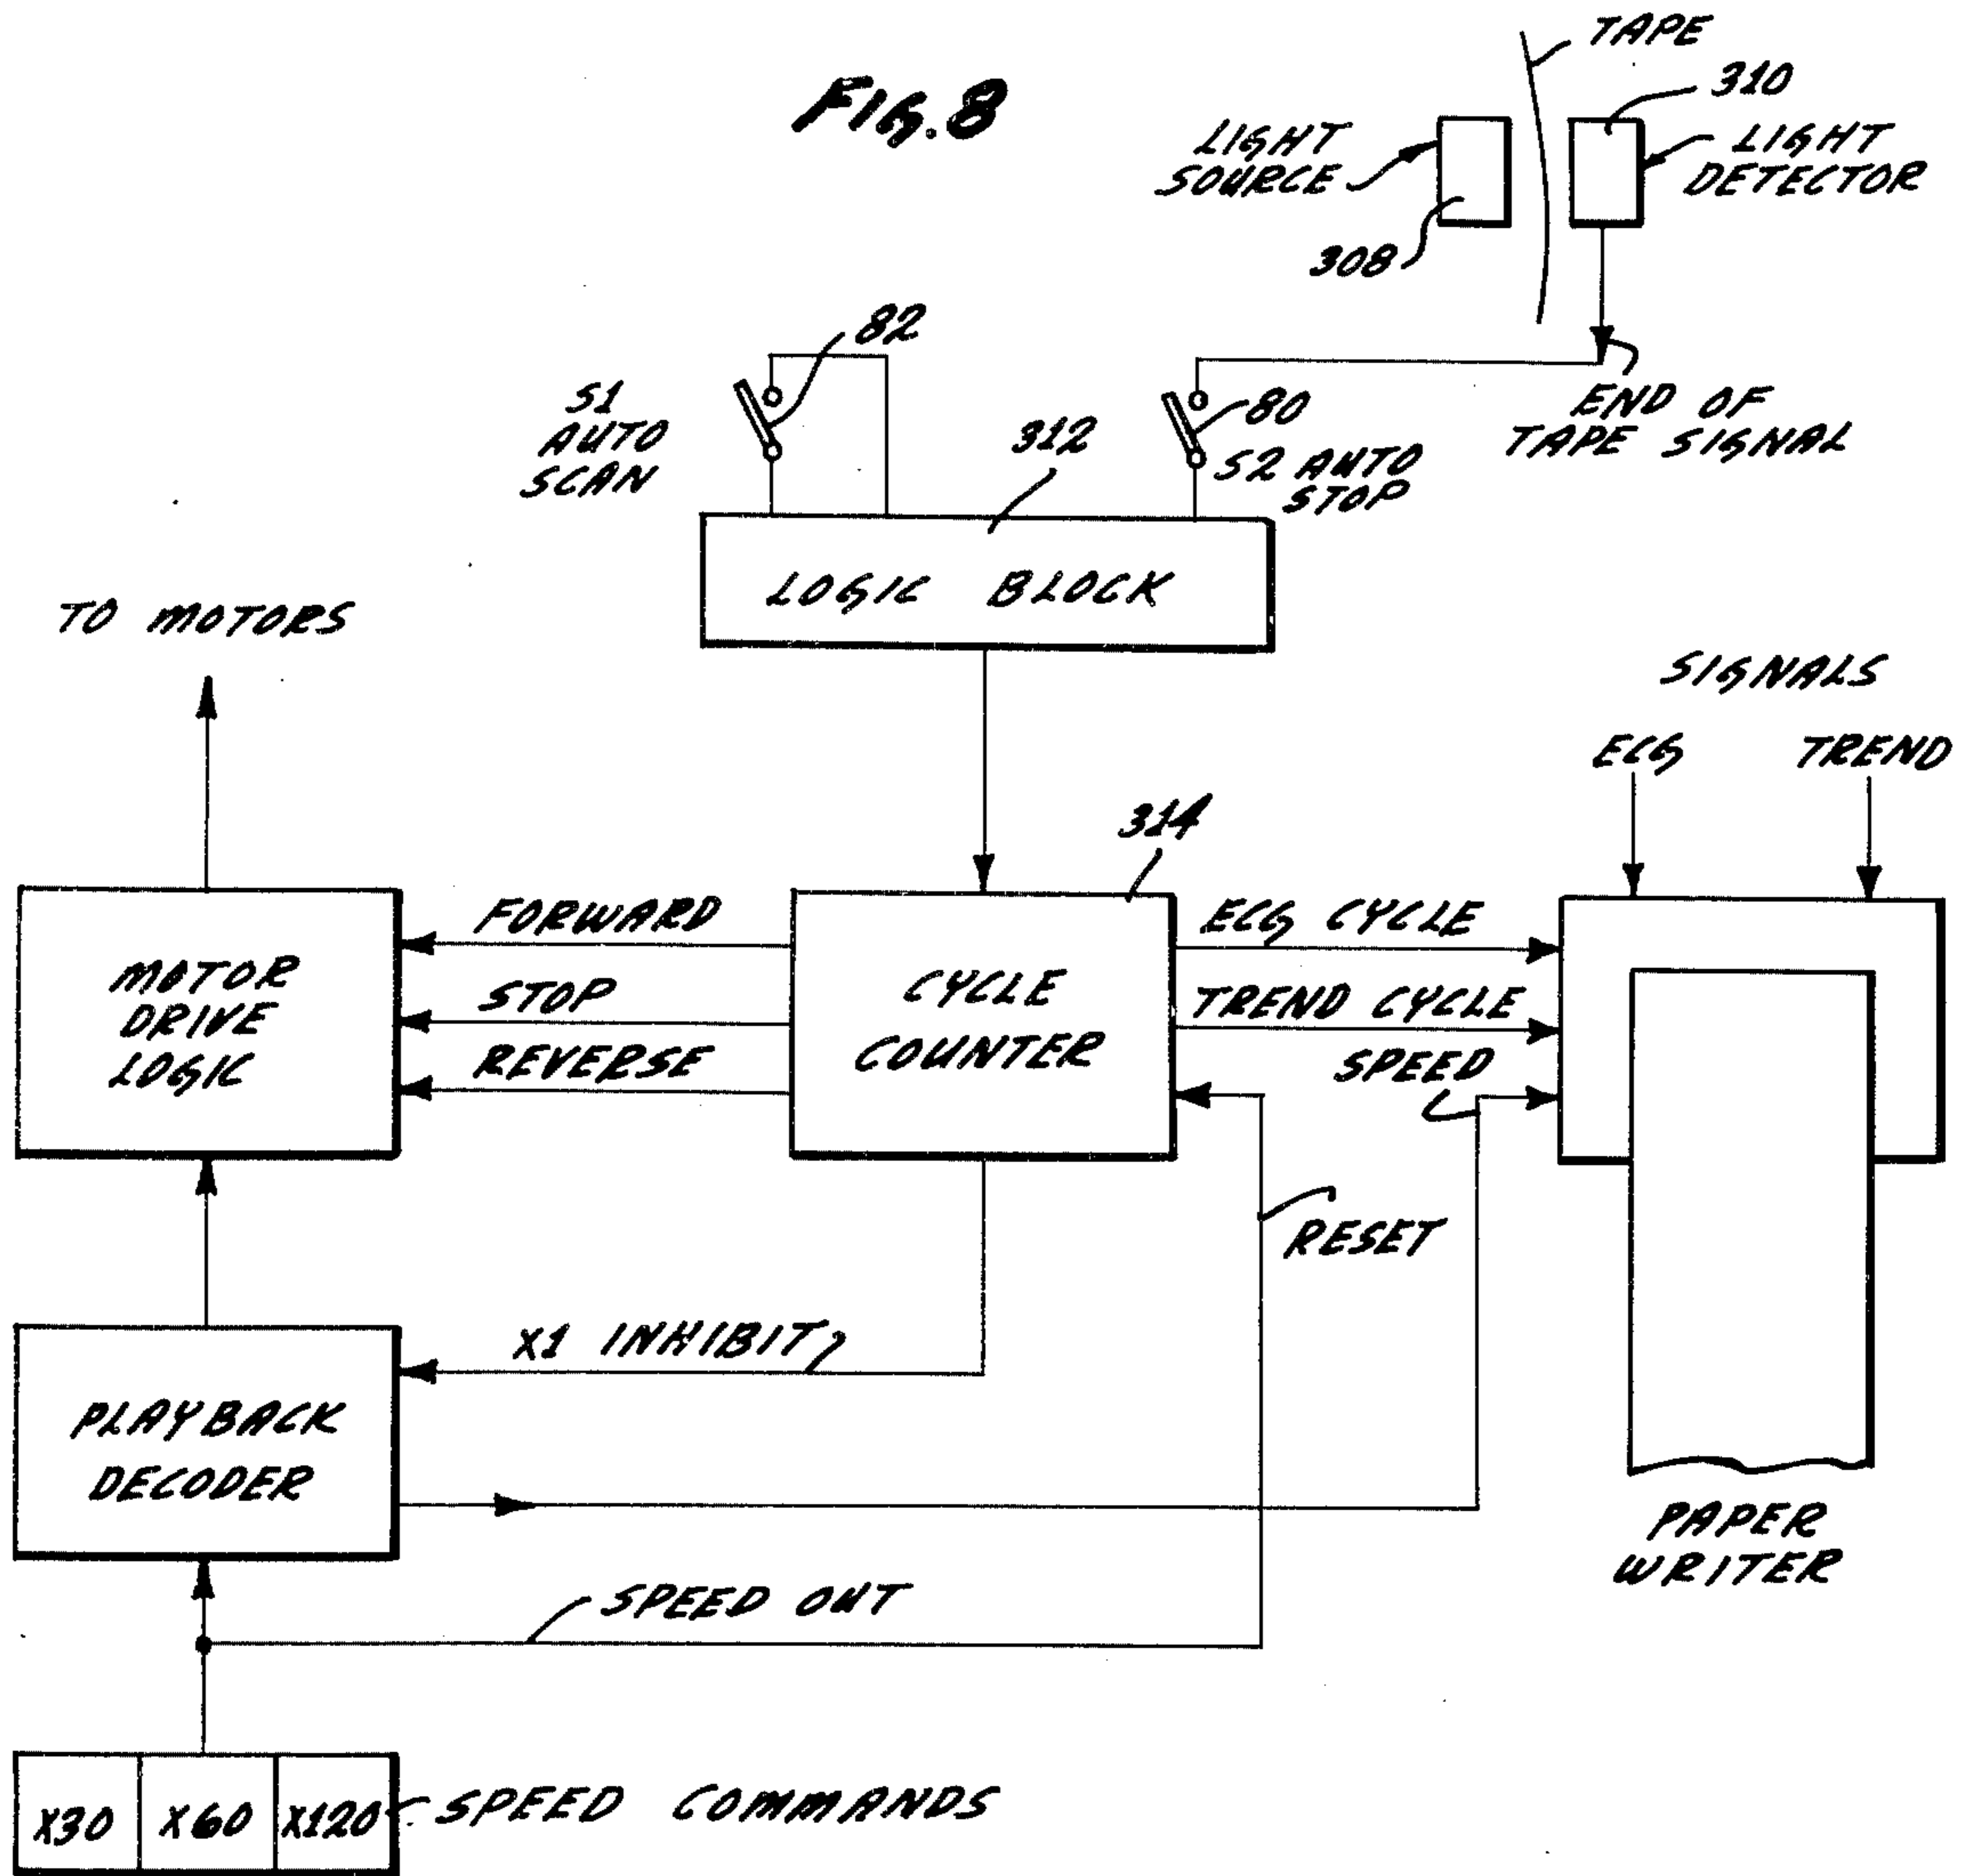 FIG. 8
TAPE
310
LIGHT
SOURCE
LIGHT
DETECTOR
308
82
S1
AUTO
SCAN
312
80
S2 AUTO
STOP
END OF
TAPE SIGNAL
LOGIC BLOCK
TO MOTORS
SIGNALS
ECG TREND
314
FORWARD
STOP
REVERSE
MOTOR
DRIVE
LOGIC
CYCLE
COUNTER
ECG CYCLE
TREND CYCLE
SPEED
RESET
X1 INHIBIT
PLAYBACK
DECODER
PAPER
WRITER
SPEED OUT
X30 X60 X120
SPEED COMMANDS